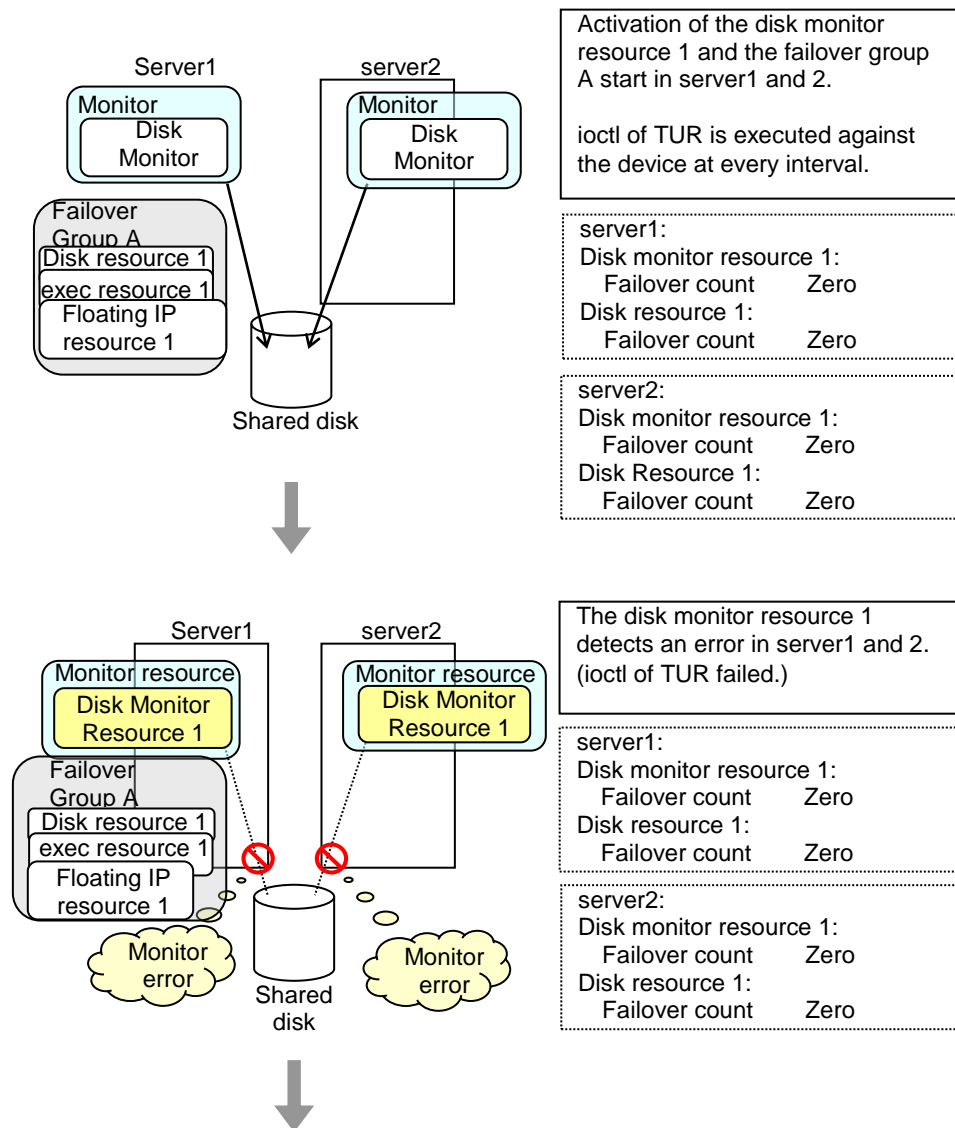 Server1
server2
Monitor
Disk
Monitor
Monitor
Disk
Monitor
Failover
Group A
Disk resource 1
exec resource 1
Floating IP
resource 1
Shared disk
Activation of the disk monitor
resource 1 and the failover group
A start in server1 and 2.
ioctl of TUR is executed against
the device at every interval.
server1:
Disk monitor resource 1:
Failover count Zero
Disk resource 1:
Failover count Zero
server2:
Disk monitor resource 1:
Failover count Zero
Disk Resource 1:
Failover count Zero
Server1
server2
Monitor resource
Disk Monitor
Resource 1
Monitor resource
Disk Monitor
Resource 1
Failover
Group A
Disk resource 1
exec resource 1
Floating IP
resource 1
Monitor
error
Monitor
error
Shared
disk
The disk monitor resource 1
detects an error in server1 and 2.
(ioctl of TUR failed.)
server1:
Disk monitor resource 1:
Failover count Zero
Disk resource 1:
Failover count Zero
server2:
Disk monitor resource 1:
Failover count Zero
Disk resource 1:
Failover count Zero